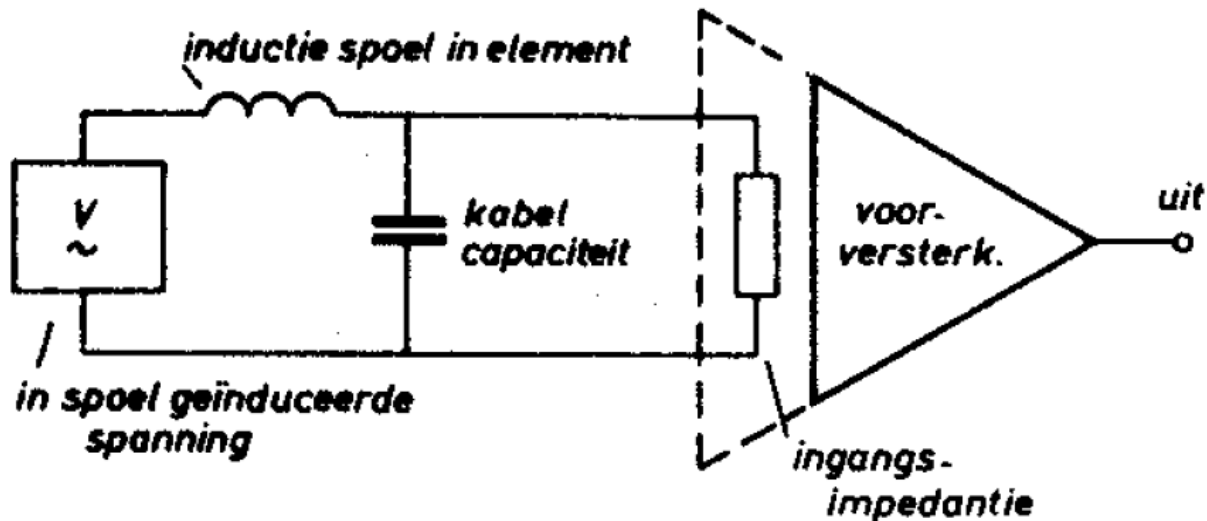 inductie spoel in element
V
~
kabel
capaciteit
voor-
versterk.
uit
in spoel geïnduceerde
spanning
ingangs-
impedantie